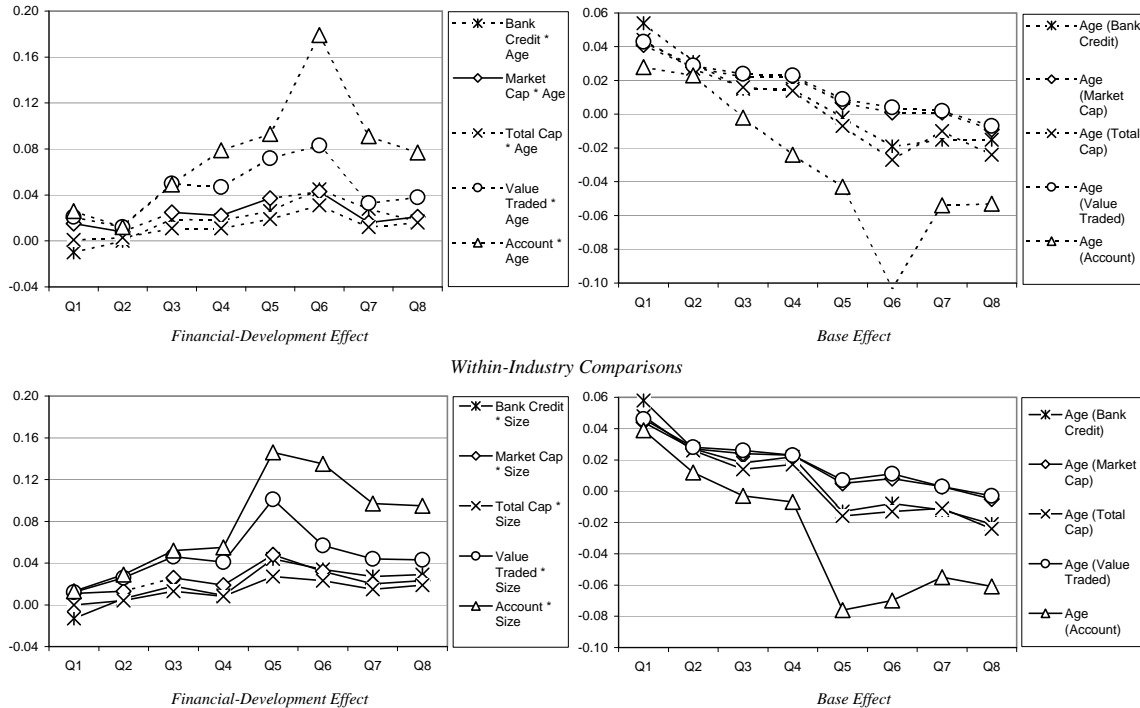 0.20
0.16
0.12
0.08
0.04
0.00
-0.04
Q1 Q2 Q3 Q4 Q5 Q6 Q7 Q8
Financial-Development Effect
Bank
Credit *
Age
Market
Cap * Age
Total Cap
* Age
Value
Traded *
Age
Account *
Age
0.06
0.04
0.02
0.00
-0.02
-0.04
-0.06
-0.08
-0.10
Q1 Q2 Q3 Q4 Q5 Q6 Q7 Q8
Base Effect
Age (Bank
Credit)
Age
(Market
Cap)
Age (Total
Cap)
Age
(Value
Traded)
Age
(Account)
Within-Industry Comparisons
0.20
0.16
0.12
0.08
0.04
0.00
-0.04
Q1 Q2 Q3 Q4 Q5 Q6 Q7 Q8
Financial-Development Effect
Bank Credit
* Size
Market Cap
* Size
Total Cap *
Size
Value
Traded *
Size
Account *
Size
0.06
0.04
0.02
0.00
-0.02
-0.04
-0.06
-0.08
-0.10
Q1 Q2 Q3 Q4 Q5 Q6 Q7 Q8
Base Effect
Age (Bank
Credit)
Age (Market
Cap)
Age (Total
Cap)
Age (Value
Traded)
Age
(Account)